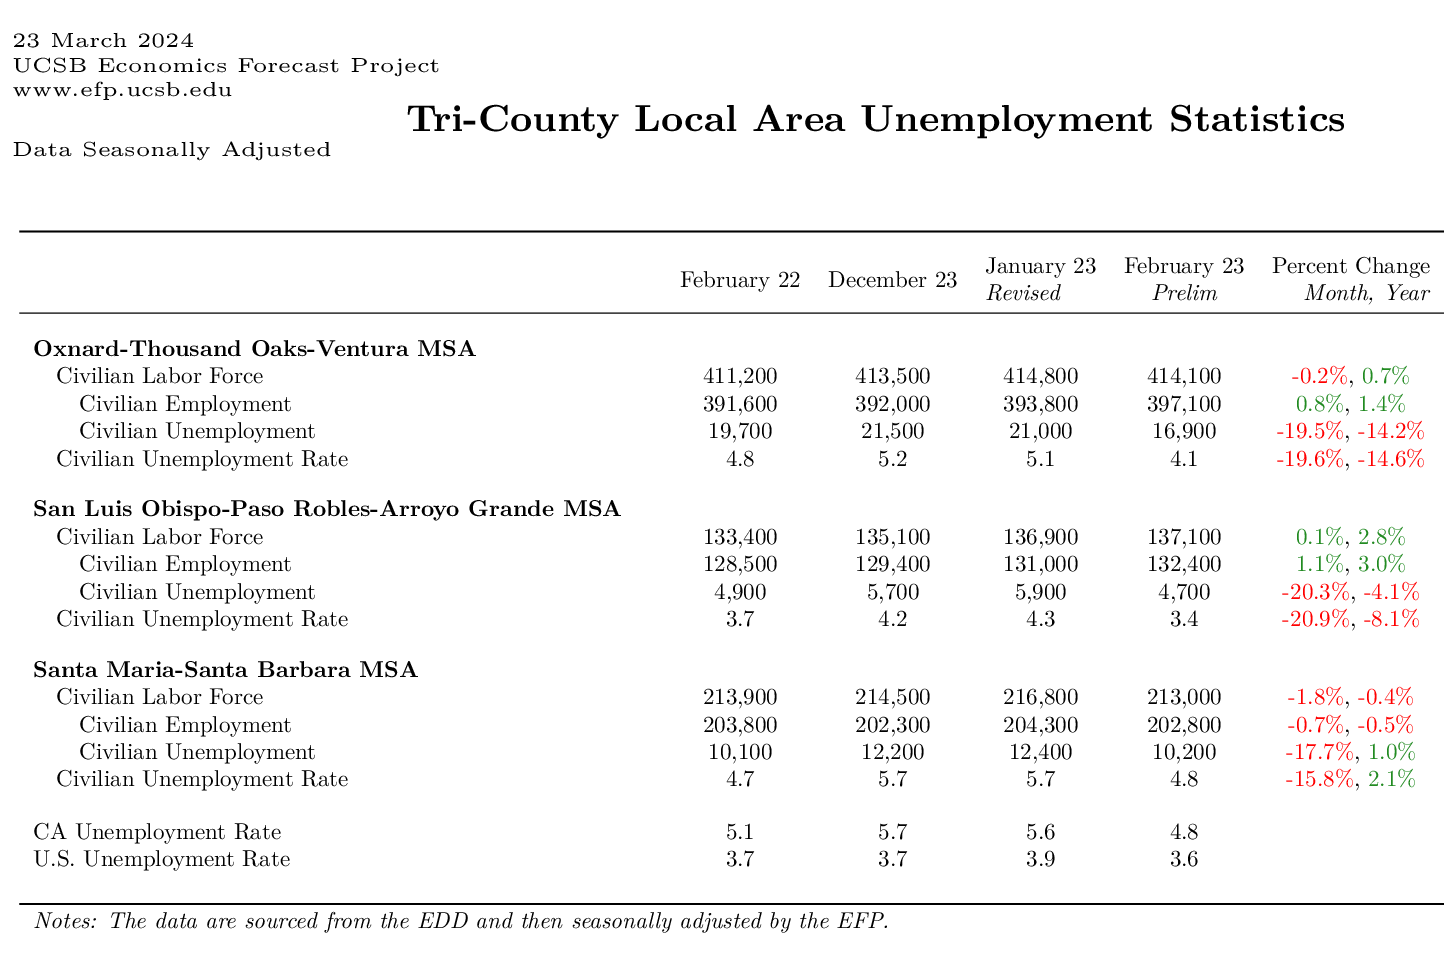 23 March 2024
UCSB Economics Forecast Project
www.efp.ucsb.edu
Tri-County Local Area Unemployment Statistics
Data Seasonally Adjusted
February 22 December 23 January 23 February 23 Percent Change
Revised Prelim Month, Year
Oxnard-Thousand Oaks-Ventura MSA
Civilian Labor Force 411,200 413,500 414,800 414,100 -0.2%, 0.7%
Civilian Employment 391,600 392,000 393,800 397,100 0.8%, 1.4%
Civilian Unemployment 19,700 21,500 21,000 16,900 -19.5%, -14.2%
Civilian Unemployment Rate 4.8 5.2 5.1 4.1 -19.6%, -14.6%
San Luis Obispo-Paso Robles-Arroyo Grande MSA
Civilian Labor Force 133,400 135,100 136,900 137,100 0.1%, 2.8%
Civilian Employment 128,500 129,400 131,000 132,400 1.1%, 3.0%
Civilian Unemployment 4,900 5,700 5,900 4,700 -20.3%, -4.1%
Civilian Unemployment Rate 3.7 4.2 4.3 3.4 -20.9%, -8.1%
Santa Maria-Santa Barbara MSA
Civilian Labor Force 213,900 214,500 216,800 213,000 -1.8%, -0.4%
Civilian Employment 203,800 202,300 204,300 202,800 -0.7%, -0.5%
Civilian Unemployment 10,100 12,200 12,400 10,200 -17.7%, 1.0%
Civilian Unemployment Rate 4.7 5.7 5.7 4.8 -15.8%, 2.1%
CA Unemployment Rate 5.1 5.7 5.6 4.8
U.S. Unemployment Rate 3.7 3.7 3.9 3.6
Notes: The data are sourced from the EDD and then seasonally adjusted by the EFP.